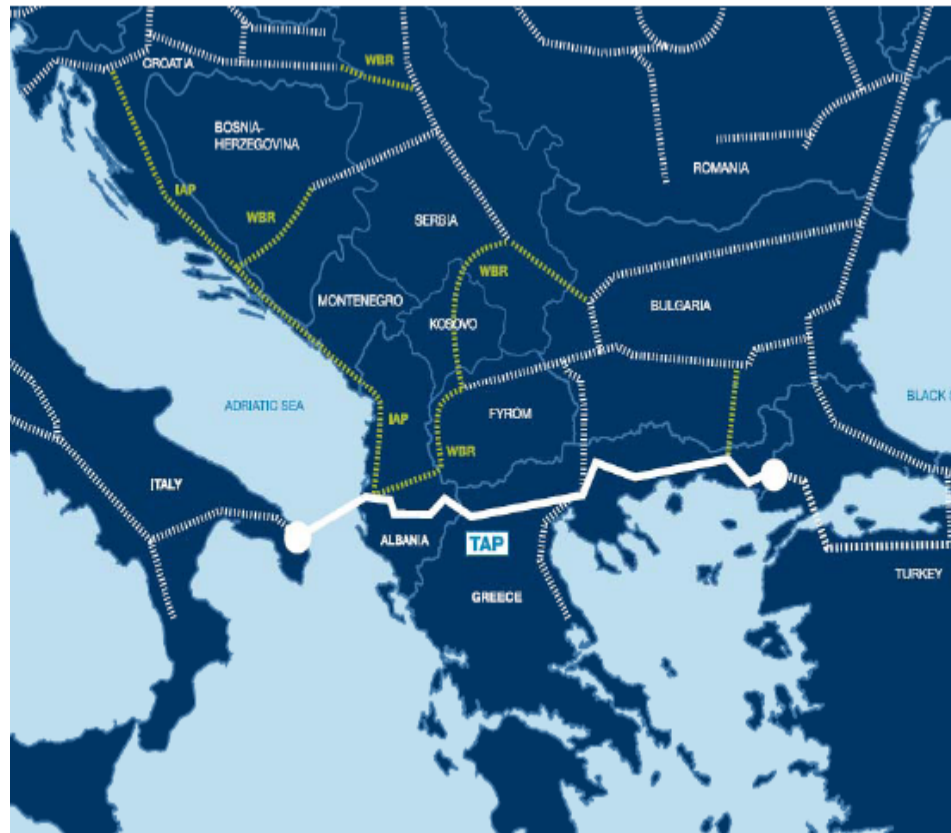 CROATIA
WBR
BOSNIA-
HERZEGOVINA
ROMANIA
IAP
WBR
SERBIA
WBR
MONTENEGRO
KOSOVO
BULGARIA
ADRIATIC SEA
IAP
FYROM
BLACK
WBR
ITALY
ALBANIA
TAP
TURKEY
GREECE